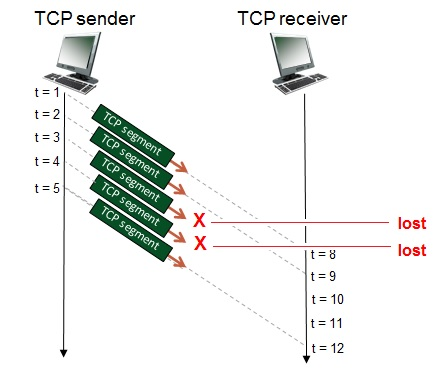 TCP sender
TCP receiver
t = 1
t = 2
t = 3
t = 4
t = 5
TCP segment
TCP segment
TCP segment
TCP segment
TCP segment
X
lost
X
lost
t = 8
t = 9
t = 10
t = 11
t = 12